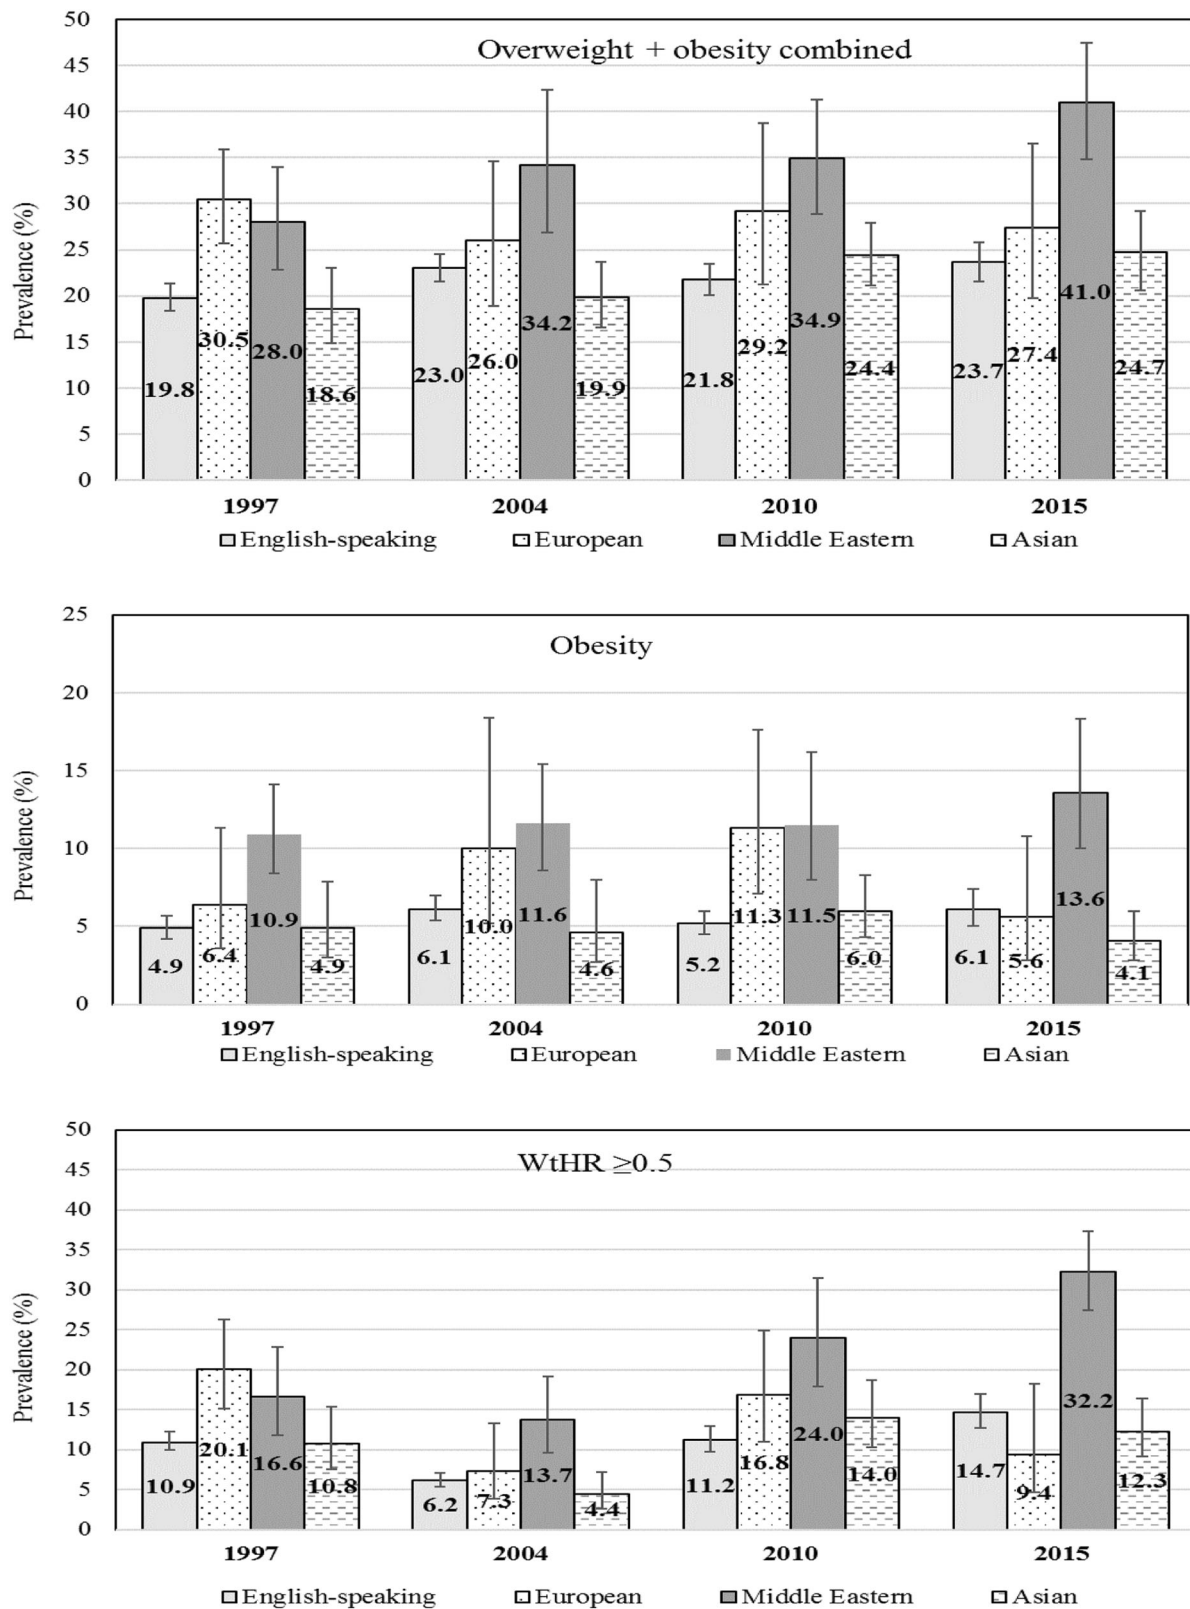 Overweight + obesity combined
Prevalence (%)
50
45
40
35
30
25
20
15
10
5
0
19.8 30.5 28.0 18.6 23.0 26.0 34.2 19.9 21.8 29.2 34.9 24.4 23.7 27.4 41.0 24.7
1997 2004 2010 2015
English-speaking European Middle Eastern Asian
Obesity
Prevalence (%)
25
20
15
10
5
0
4.9 6.4 10.9 4.9 6.1 10.0 11.6 4.6 5.2 11.3 11.5 6.0 6.1 5.6 13.6 4.1
1997 2004 2010 2015
English-speaking European Middle Eastern Asian
WtHR ≥0.5
Prevalence (%)
50
45
40
35
30
25
20
15
10
5
0
10.9 20.1 16.6 10.8 6.2 7.3 13.7 4.4 11.2 16.8 24.0 14.0 14.7 9.4 32.2 12.3
1997 2004 2010 2015
English-speaking European Middle Eastern Asian